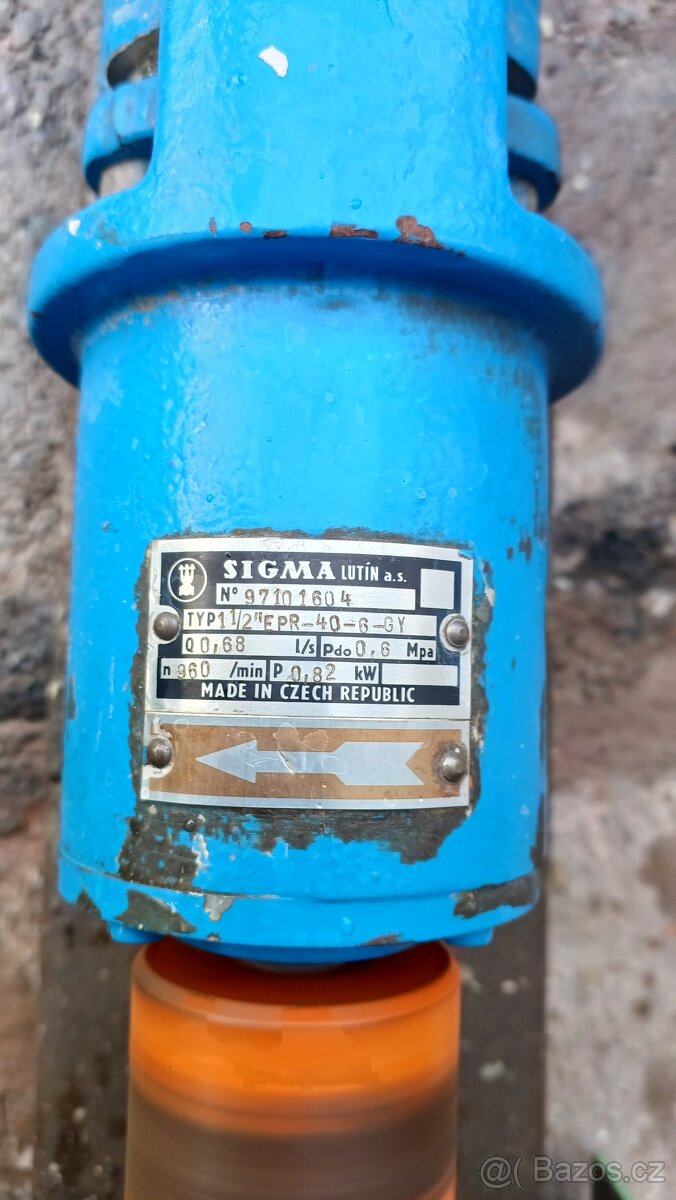 SIGMA LUTÍN a.s.
N° 97101604
TYP 1 1/2"EPR-40-6-GY
Q 0,68 l/s pdo 0,6 Mpa
n 960 /min P 0,82 kW
MADE IN CZECH REPUBLIC
@( Bazos.cz